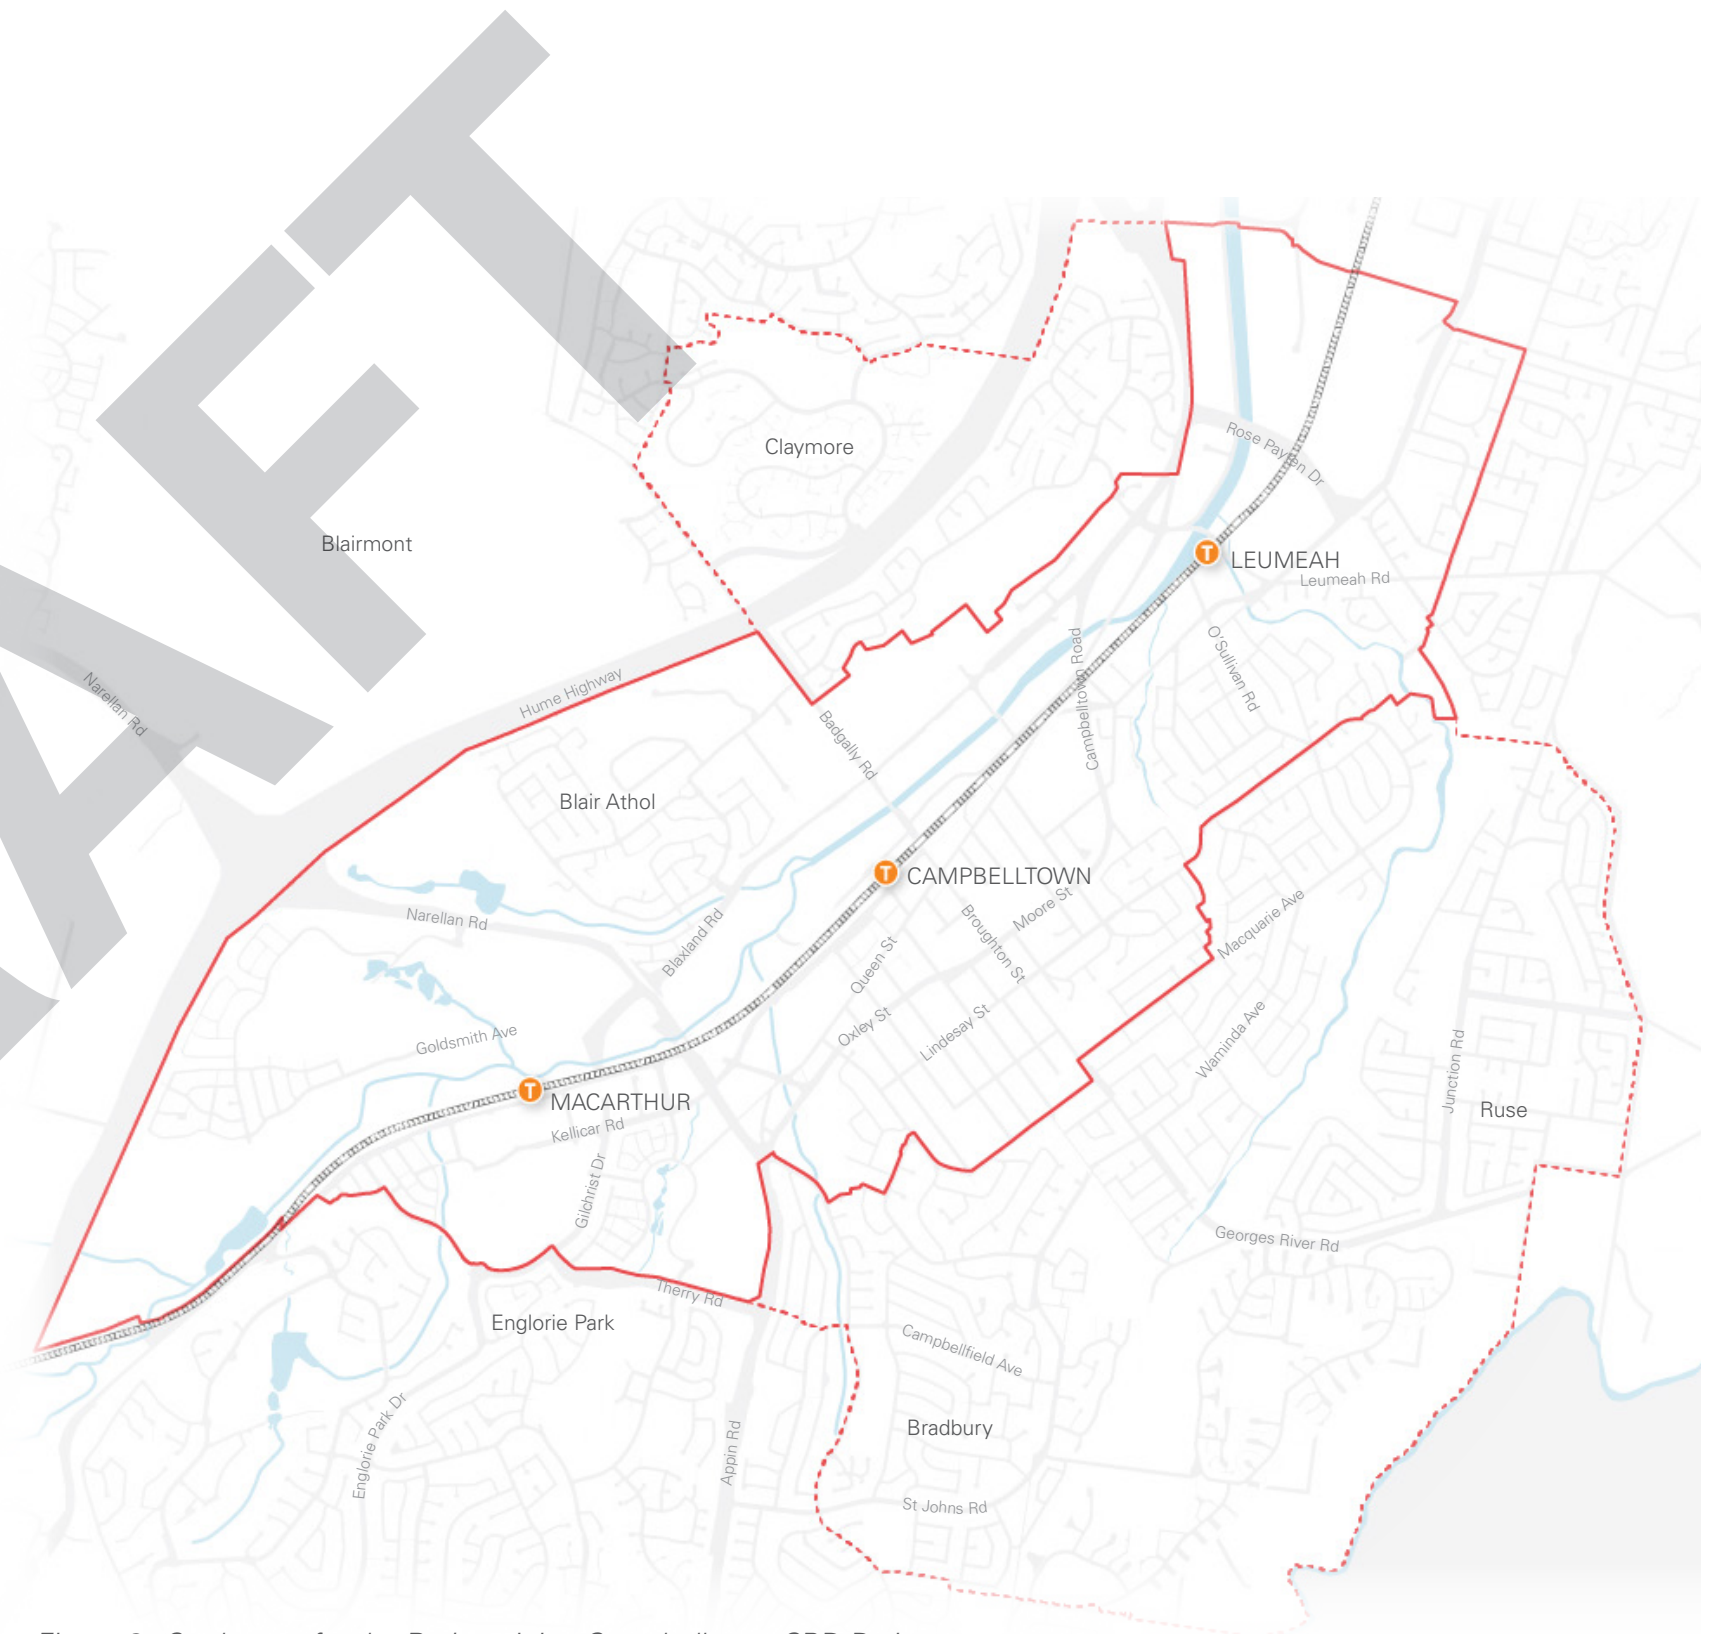 AFT
Claymore
Rose Payten Dr
Blairmont
LEUMEAH
Leumeah Rd
Hume Highway
Narellan Rd
O'Sullivan Rd
Campbelltown Road
Badgally Rd
Blair Athol
CAMPBELLTOWN
Narellan Rd
Blaxland Rd
Moore St
Broughton St
Macquarie Ave
Queen St
Oxley St
Lindesay St
Waminda Ave
Goldsmith Ave
MACARTHUR
Kellicar Rd
Junction Rd
Ruse
Gilchrist Dr
Georges River Rd
Therry Rd
Englorie Park
Campbellfield Ave
Englorie Park Dr
Appin Rd
Bradbury
St Johns Rd